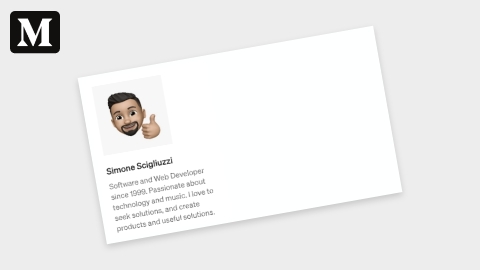 M
Simone Scigliuzzi
Software and Web Developer
since 1999. Passionate about
technology and music. I love to
seek solutions, and create
products and useful solutions.